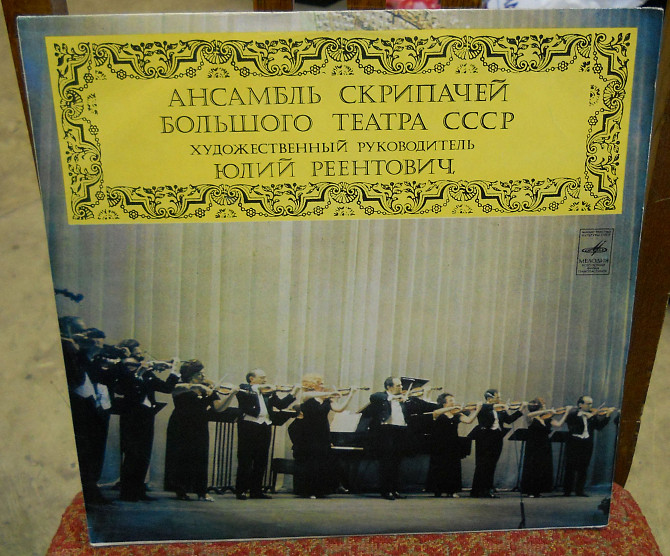 АНСАМБЛЬ СКРИПАЧЕЙ
БОЛЬШОГО ТЕАТРА СССР
ХУДОЖЕСТВЕННЫЙ РУКОВОДИТЕЛЬ
ЮЛИЙ РЕЕНТОВИЧ
МЕЛОДИЯ